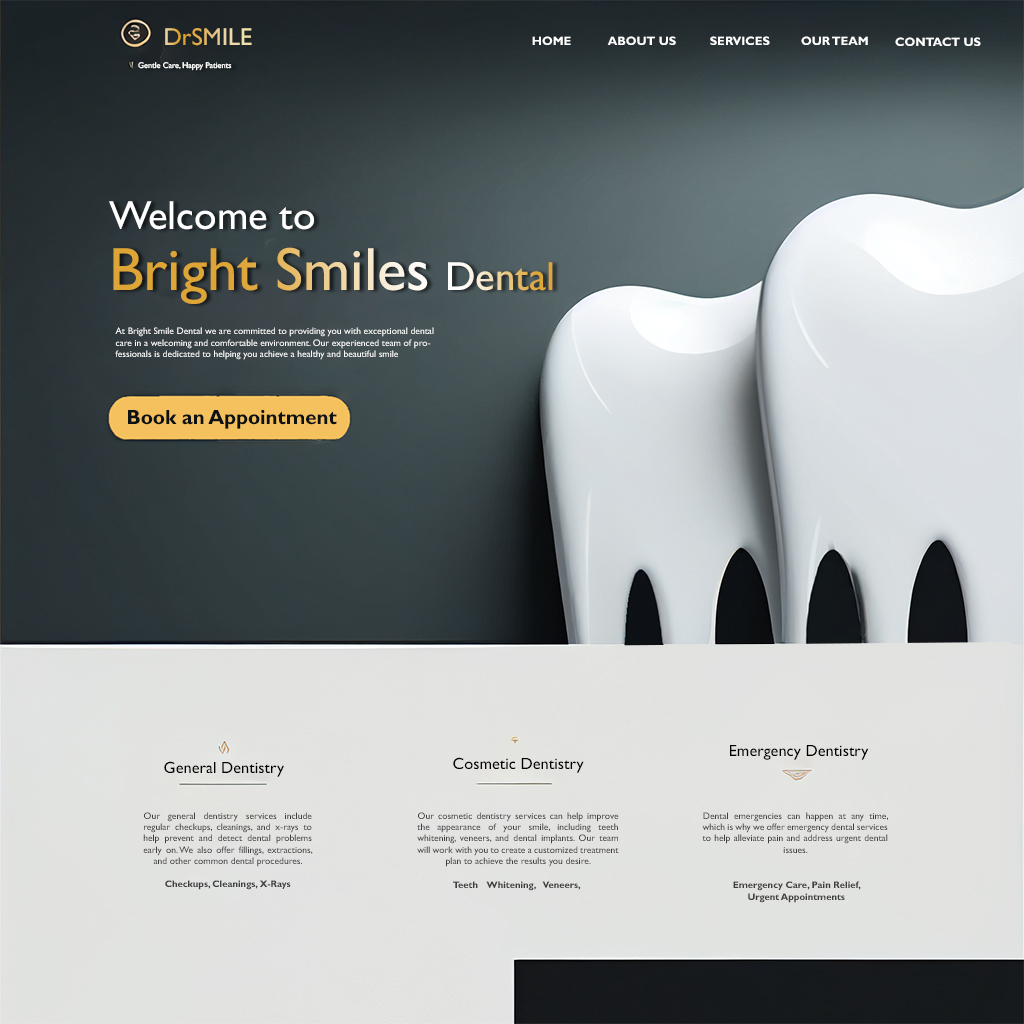 DrSMILE
Gentle Care, Happy Patients
HOME ABOUT US SERVICES OUR TEAM CONTACT US
Welcome to
Bright Smiles Dental
At Bright Smile Dental we are committed to providing you with exceptional dental
care in a welcoming and comfortable environment. Our experienced team of pro-
fessionals is dedicated to helping you achieve a healthy and beautiful smile
Book an Appointment
General Dentistry
Our general dentistry services include
regular checkups, cleanings, and x-rays to
help prevent and detect dental problems
early on. We also offer fillings, extractions,
and other common dental procedures.
Checkups, Cleanings, X-Rays
Cosmetic Dentistry
Our cosmetic dentistry services can help improve
the appearance of your smile, including teeth
whitening, veneers, and dental implants. Our team
will work with you to create a customized treatment
plan to achieve the results you desire.
Teeth Whitening, Veneers,
Emergency Dentistry
Dental emergencies can happen at any time,
which is why we offer emergency dental services
to help alleviate pain and address urgent dental
issues.
Emergency Care, Pain Relief,
Urgent Appointments